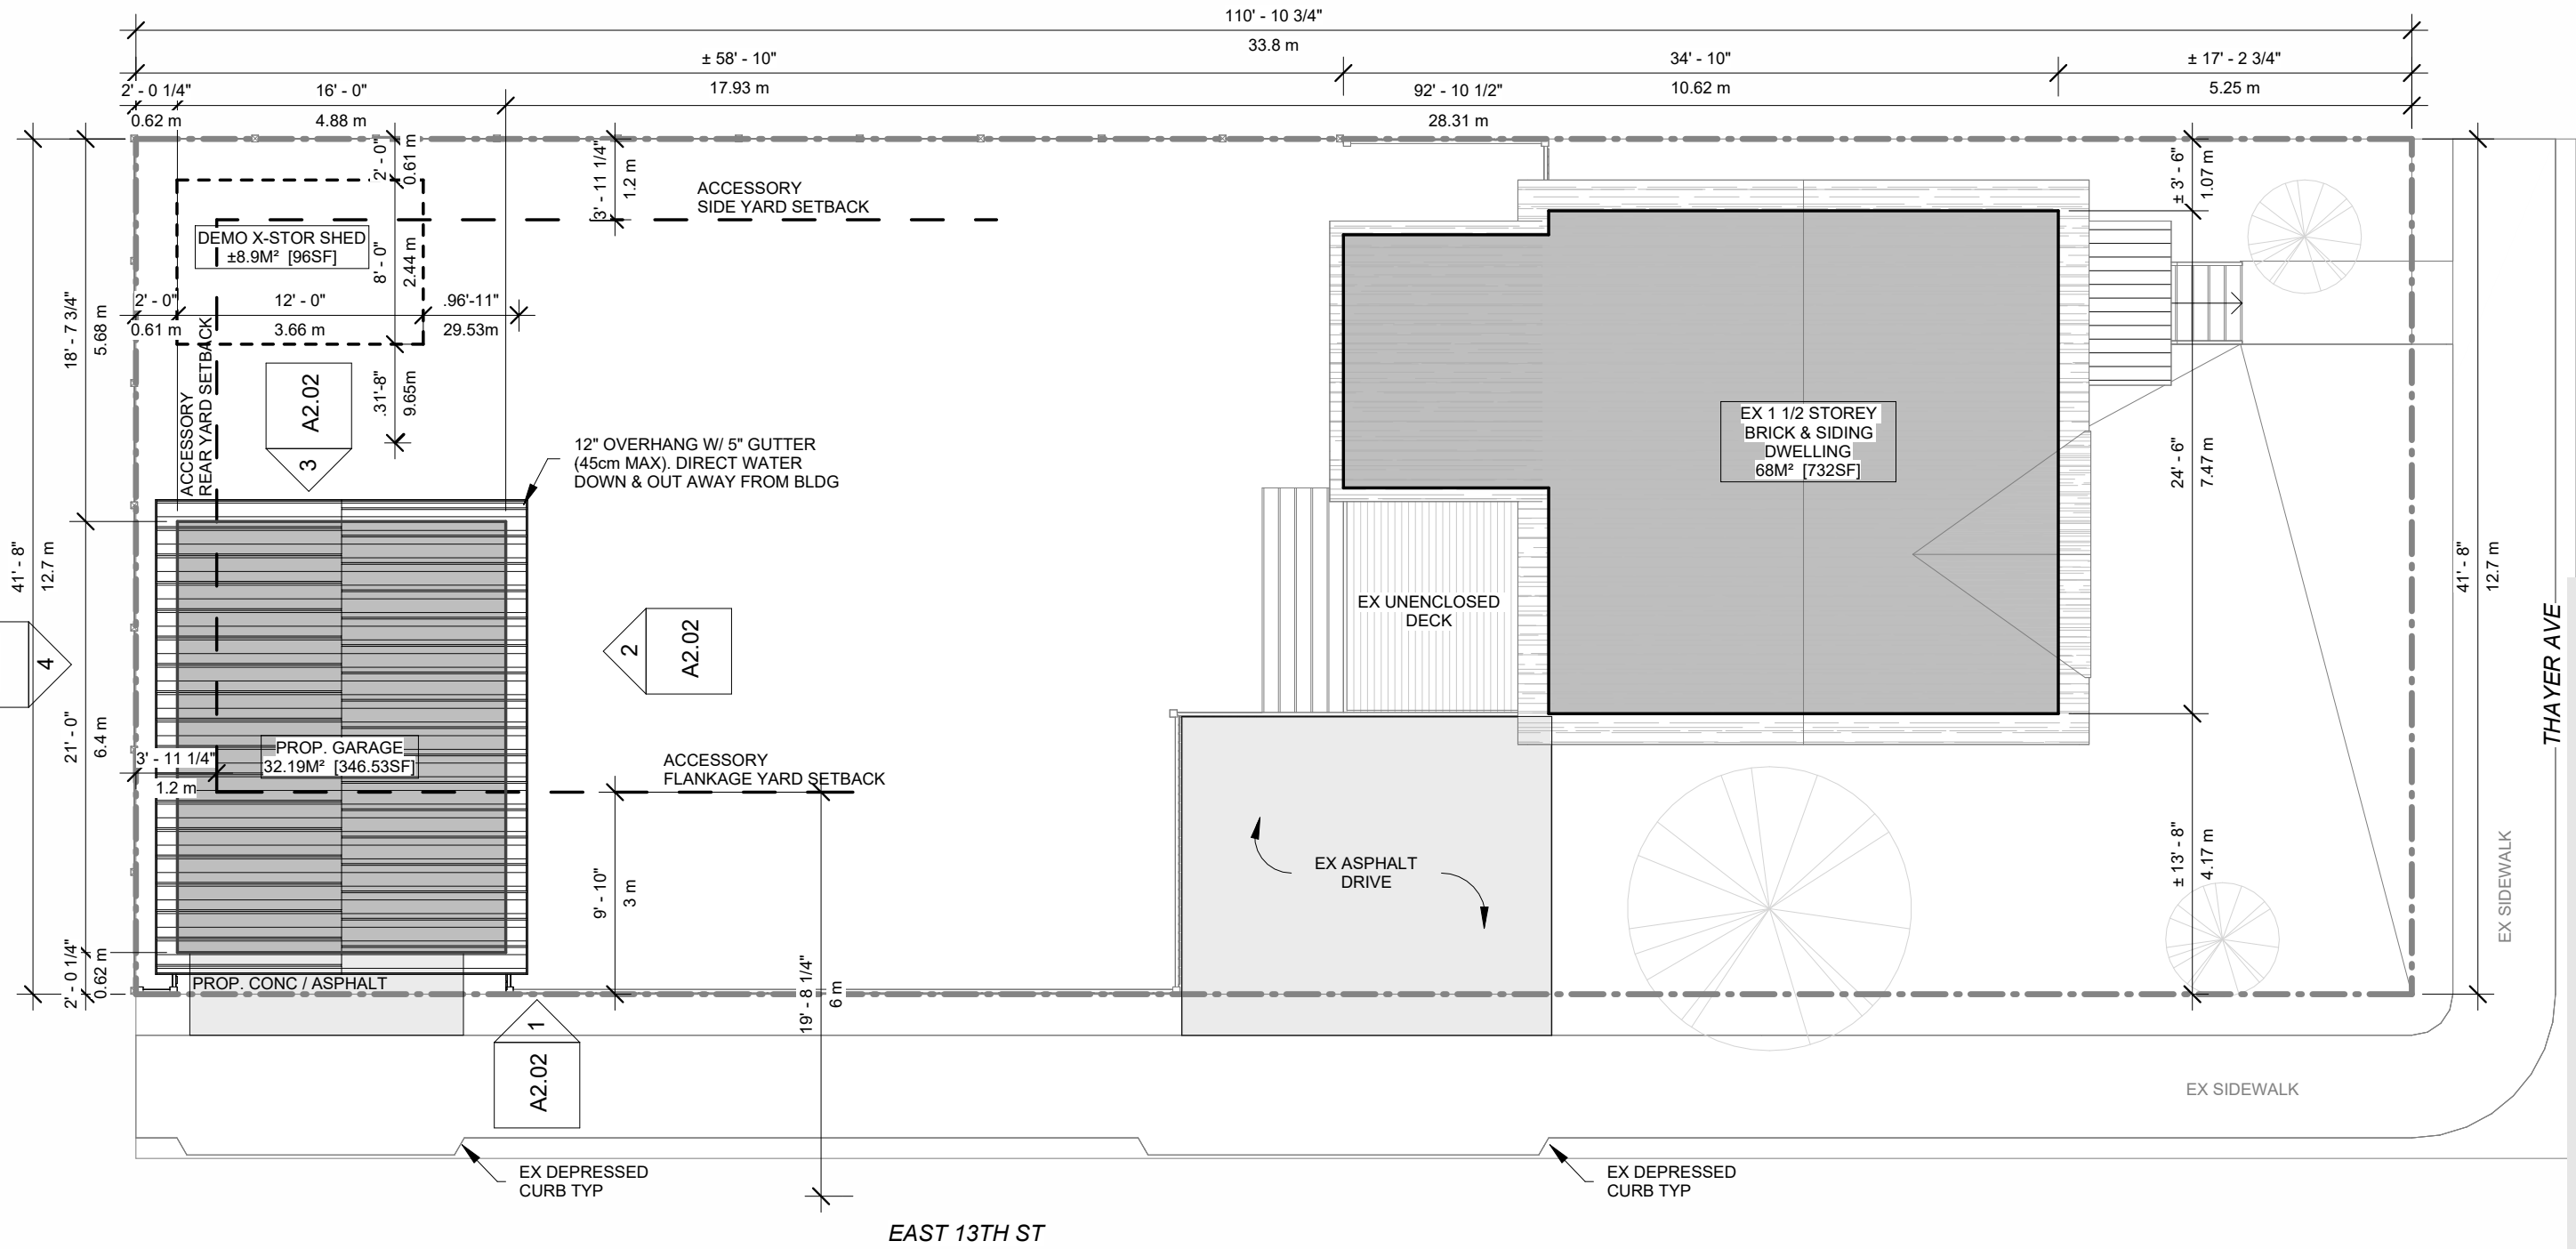 110' - 10 3/4"
33.8 m
± 58' - 10"
34' - 10"
± 17' - 2 3/4"
2' - 0 1/4"
16' - 0"
17.93 m
92' - 10 1/2"
10.62 m
5.25 m
0.62 m
4.88 m
28.31 m
2' - 0"
0.61 m
3' - 11 1/4"
1.2 m
ACCESSORY
SIDE YARD SETBACK
± 3' - 6"
1.07 m
DEMO X-STOR SHED
±8.9M² [96SF]
8' - 0"
2.44 m
2' - 0"
12' - 0"
.96'-11"
0.61 m
3.66 m
29.53m
18' - 7 3/4"
5.68 m
ACCESSORY
REAR YARD SETBACK
A2.02
3
.31'-8"
9.65m
12" OVERHANG W/ 5" GUTTER
(45cm MAX). DIRECT WATER
DOWN & OUT AWAY FROM BLDG
EX 1 1/2 STOREY
BRICK & SIDING
DWELLING
68M² [732SF]
24' - 6"
7.47 m
41' - 8"
12.7 m
41' - 8"
12.7 m
4
2
A2.02
EX UNENCLOSED
DECK
THAYER AVE
21' - 0"
6.4 m
3' - 11 1/4"
1.2 m
PROP. GARAGE
32.19M² [346.53SF]
ACCESSORY
FLANKAGE YARD SETBACK
9' - 10"
3 m
EX ASPHALT
DRIVE
± 13' - 8"
4.17 m
EX SIDEWALK
2' - 0 1/4"
0.62 m
PROP. CONC / ASPHALT
19' - 8 1/4"
6 m
1
A2.02
EX SIDEWALK
EX DEPRESSED
CURB TYP
EX DEPRESSED
CURB TYP
EAST 13TH ST